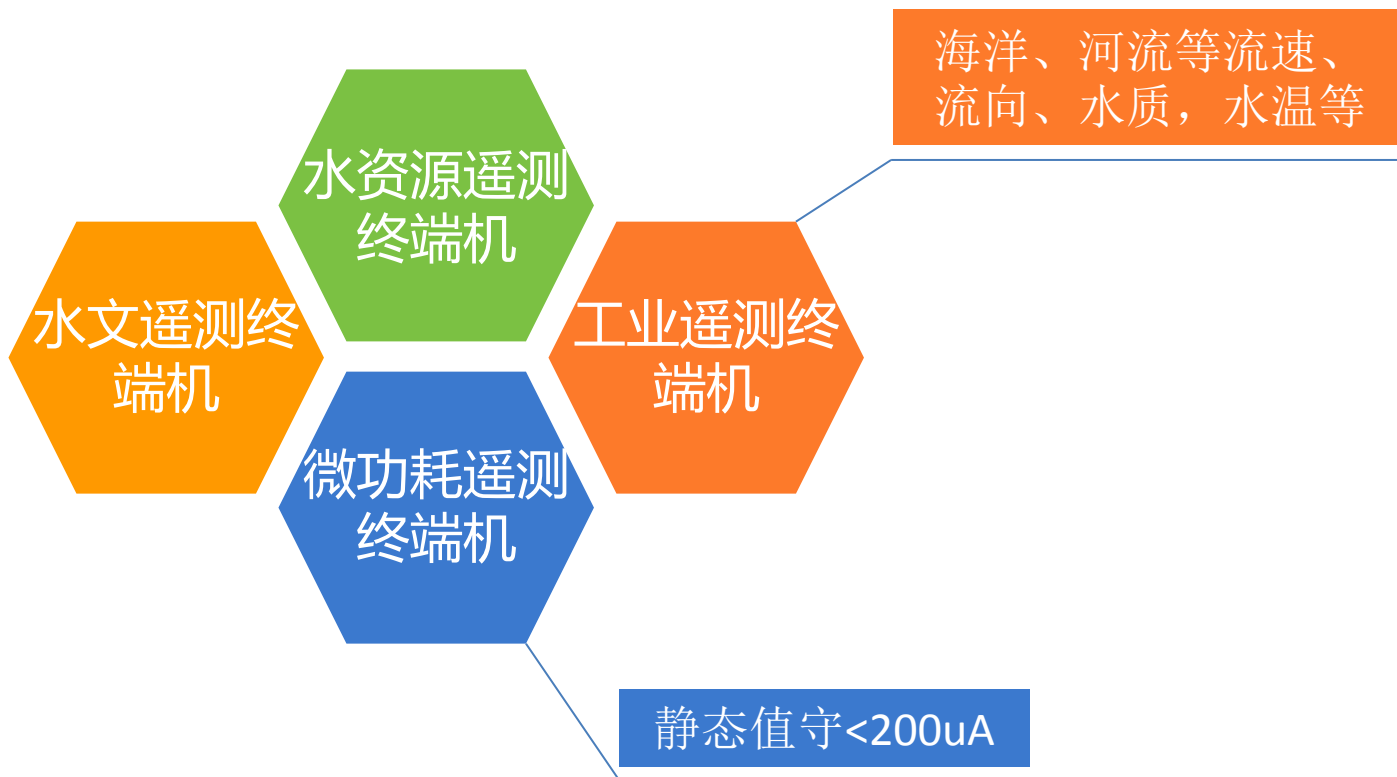 海洋、河流等流速、
流向、水质，水温等
水资源遥测
终端机
水文遥测终
端机
工业遥测终
端机
微功耗遥测
终端机
静态值守<200uA